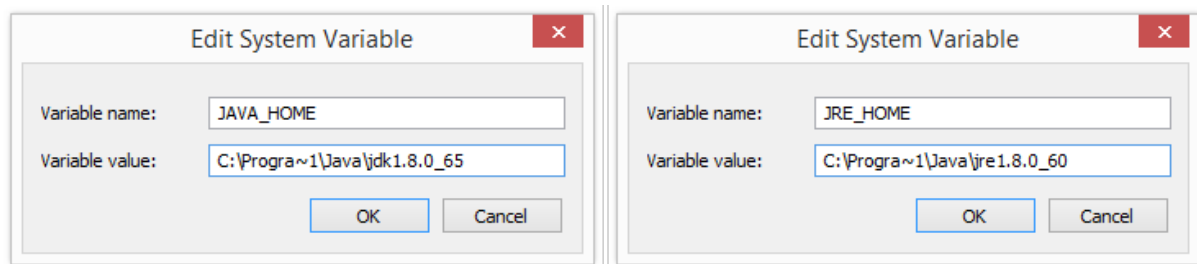 Edit System Variable
Variable name: JAVA_HOME
Variable value: C:\Progra~1\Java\jdk1.8.0_65
OK Cancel
Edit System Variable
Variable name: JRE_HOME
Variable value: C:\Progra~1\Java\jre1.8.0_60
OK Cancel